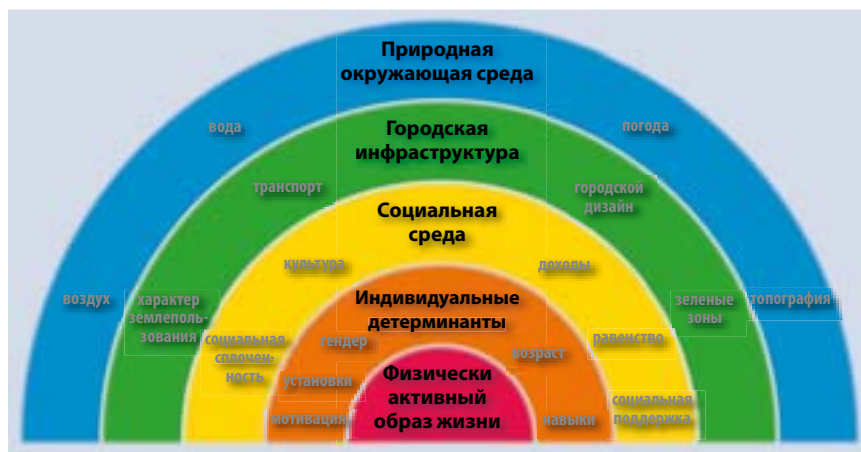 Природная
окружающая среда
вода
погода
Городская
инфраструктура
транспорт
городской
дизайн
Социальная
среда
культура
доходы
воздух
характер
землеполь-
зования
зеленые
зоны
топография
Индивидуальные
детерминанты
социальная
сплочен-
ность
гендер
возраст
равенство
установки
Физически
активный
образ жизни
мотивация
навыки
социальная
поддержка